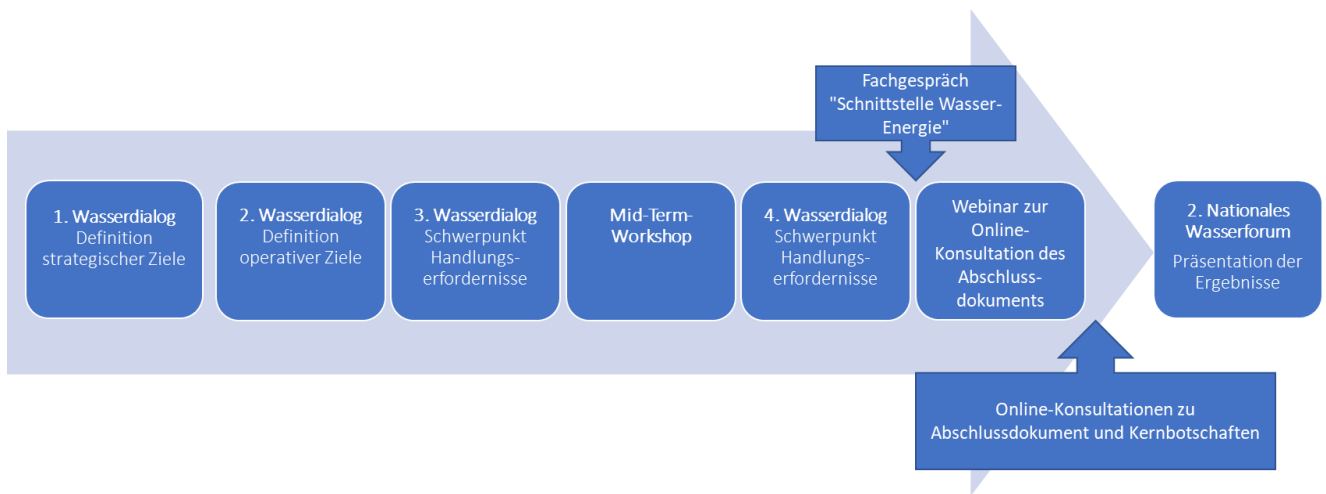 Fachgespräch
"Schnittstelle Wasser-
Energie"
1. Wasserdialog
Definition
strategischer Ziele
2. Wasserdialog
Definition
operativer Ziele
3. Wasserdialog
Schwerpunkt
Handlungs-
erfordernisse
Mid-Term-
Workshop
4. Wasserdialog
Schwerpunkt
Handlungs-
erfordernisse
Webinar zur
Online-
Konsultation des
Abschluss-
dokuments
2. Nationales
Wasserforum
Präsentation der
Ergebnisse
Online-Konsultationen zu
Abschlussdokument und Kernbotschaften